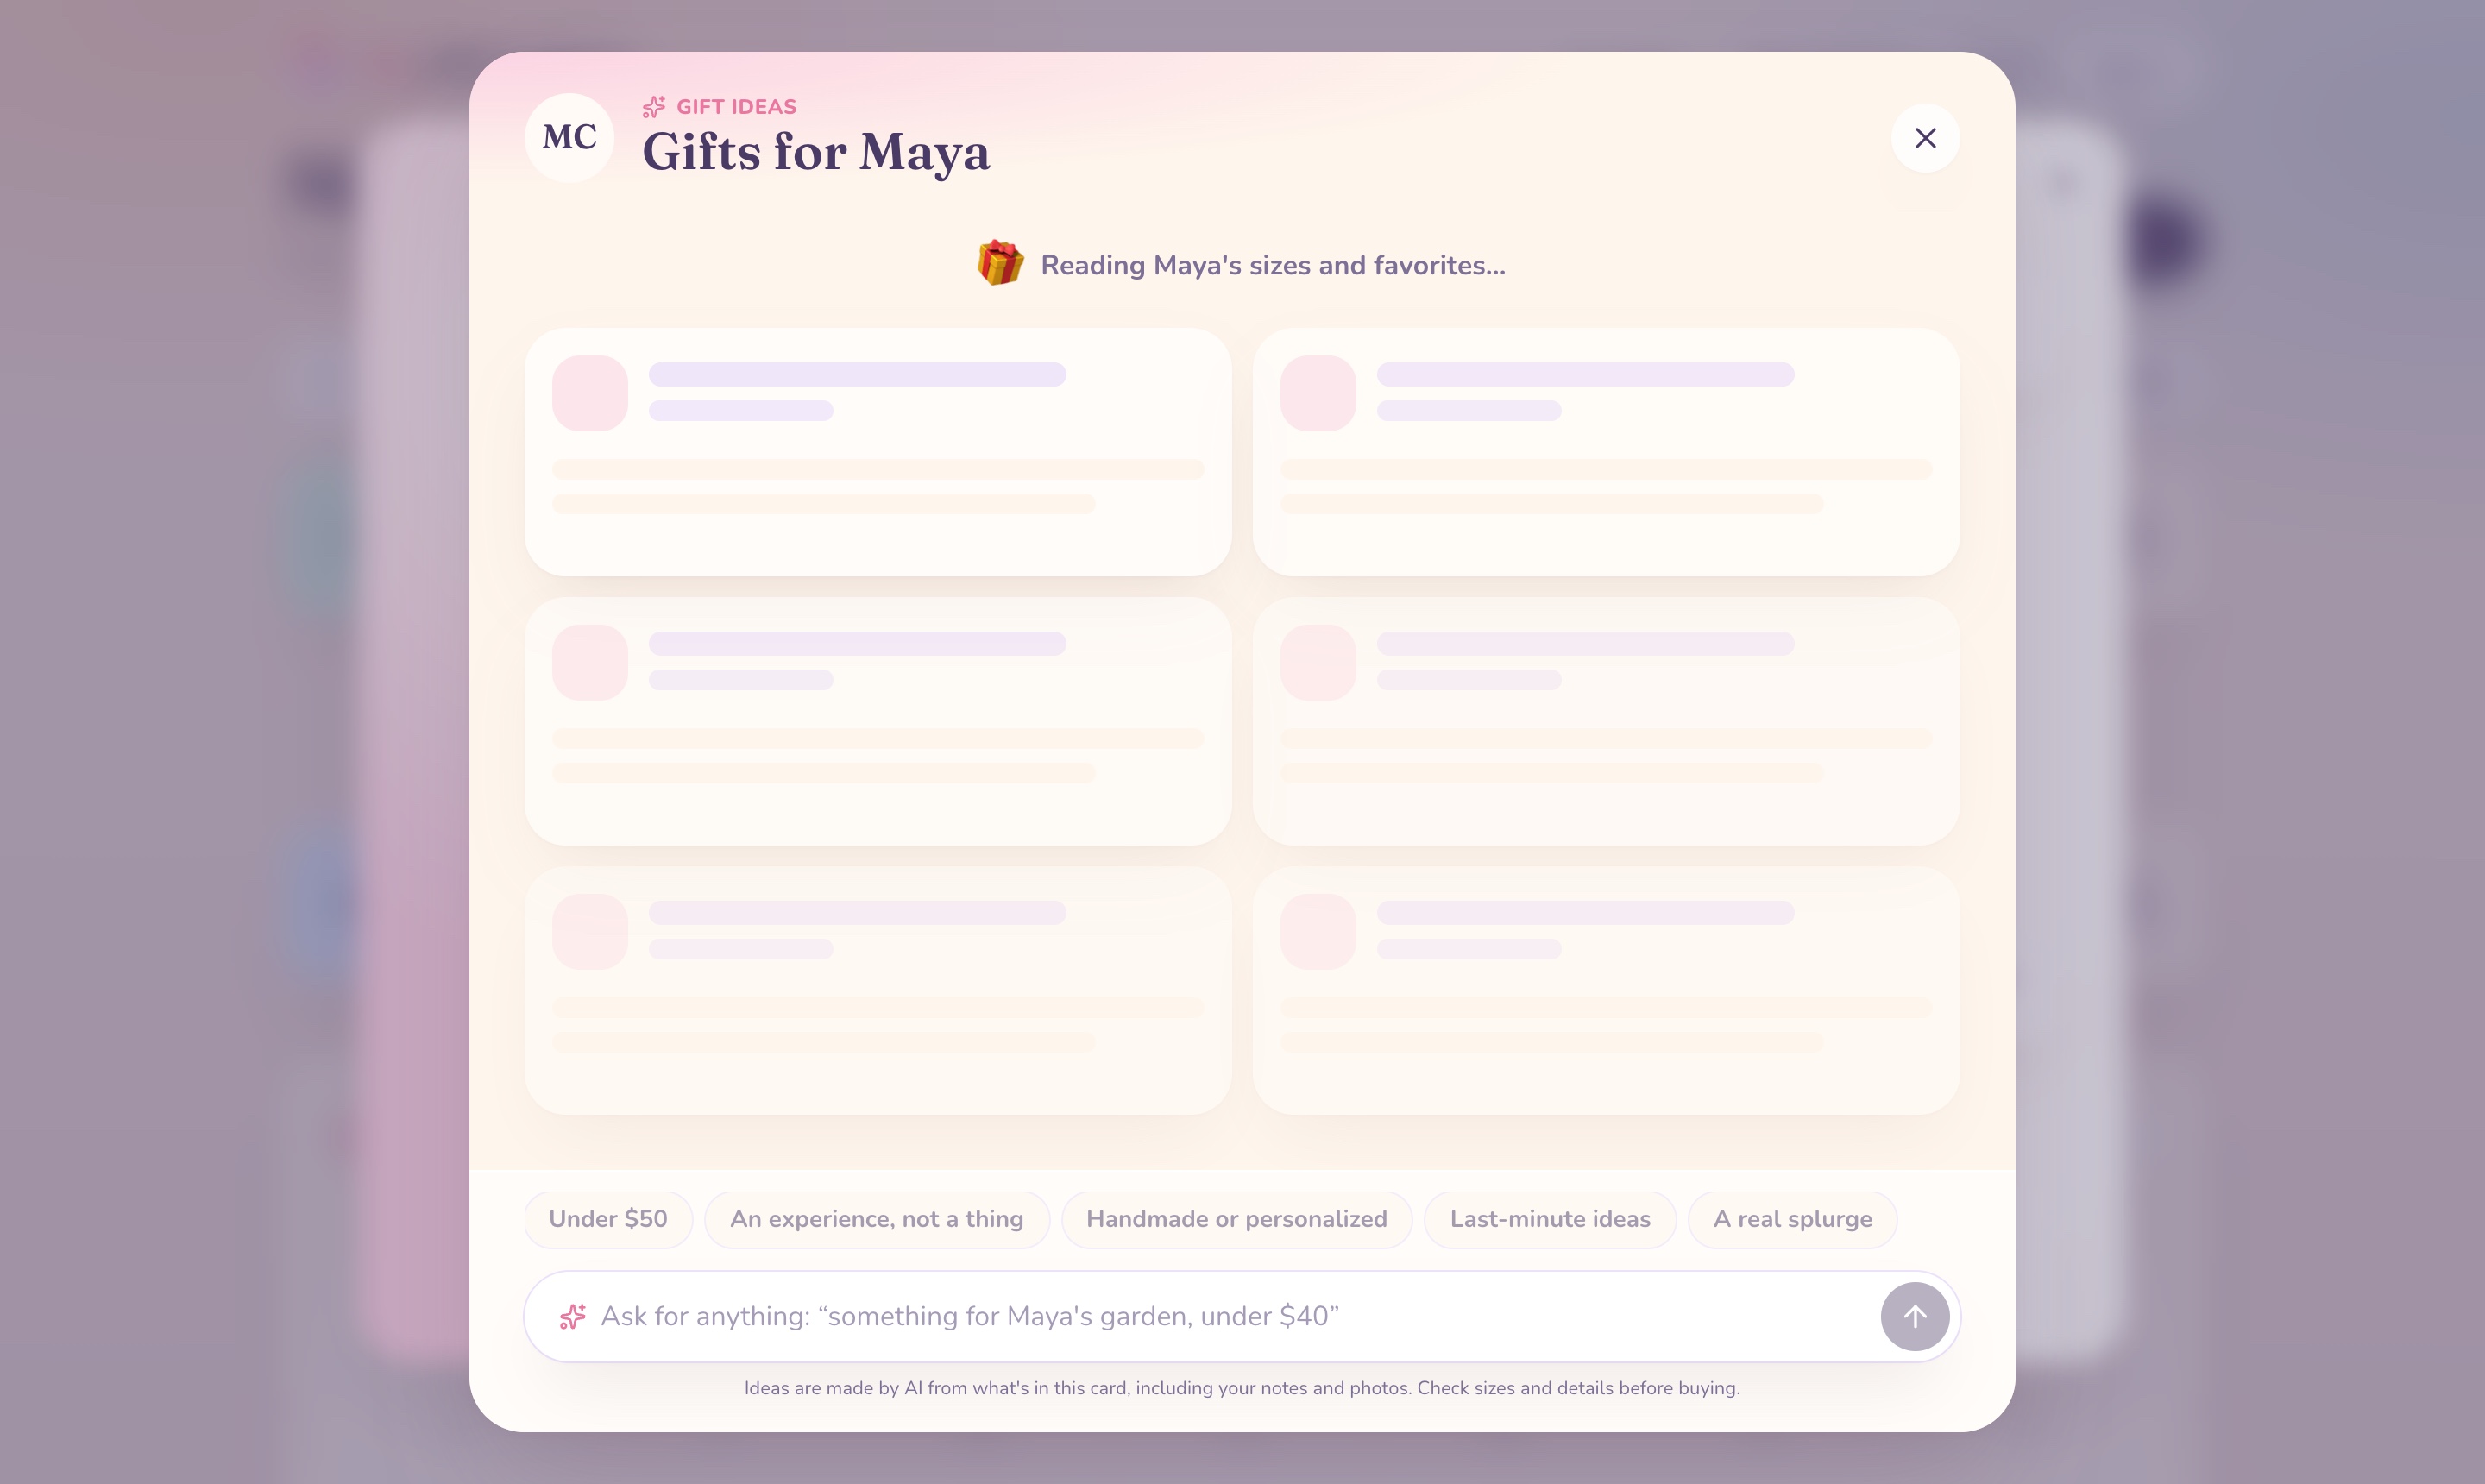 MC
GIFT IDEAS
Gifts for Maya
Reading Maya's sizes and favorites...
Under $50
An experience, not a thing
Handmade or personalized
Last-minute ideas
A real splurge
Ask for anything: “something for Maya's garden, under $40”
Ideas are made by AI from what's in this card, including your notes and photos. Check sizes and details before buying.